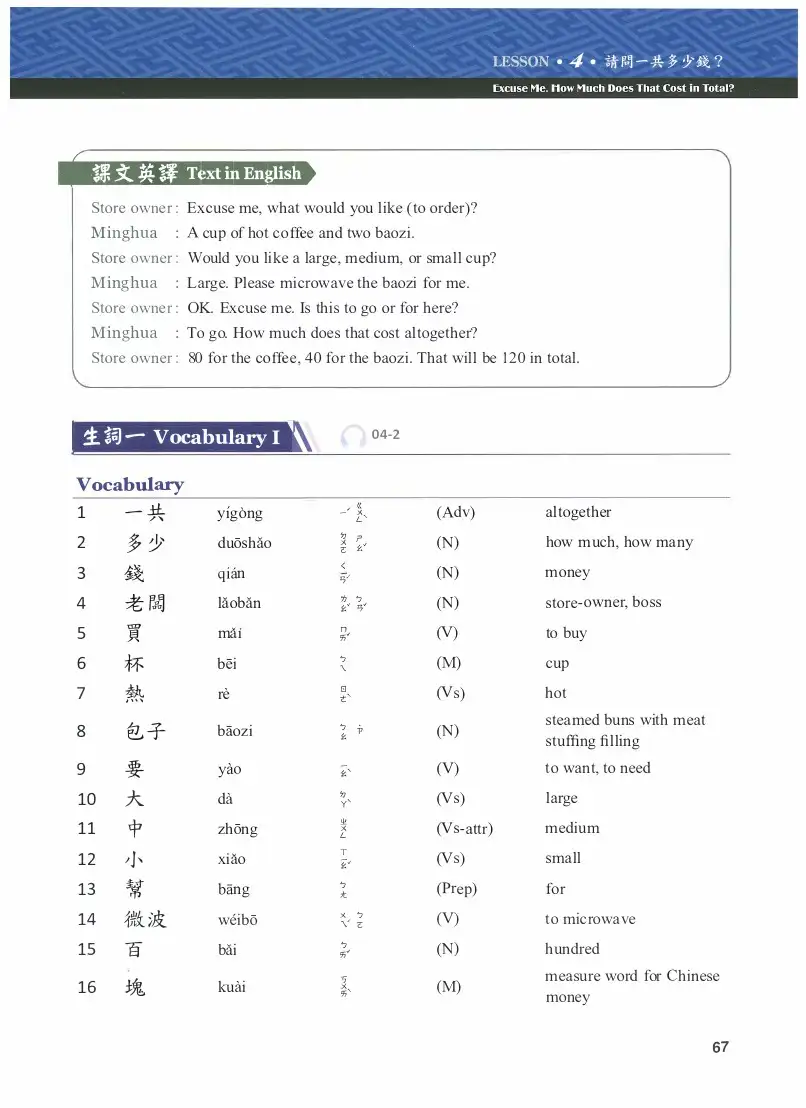 LESSON • 4 • 請問一共多少錢?
Excuse Me. How Much Does That Cost in Total?
課文英譯 Text in English
Store owner : Excuse me, what would you like (to order)?
Minghua : A cup of hot coffee and two baozi.
Store owner : Would you like a large, medium, or small cup?
Minghua : Large. Please microwave the baozi for me.
Store owner : OK. Excuse me. Is this to go or for here?
Minghua : To go. How much does that cost altogether?
Store owner : 80 for the coffee, 40 for the baozi. That will be 120 in total.
生詞一 Vocabulary I 04-2
Vocabulary
1 一共 yígòng ㄧˊ ㄍㄨㄥˋ (Adv) altogether
2 多少 duōshǎo ㄉㄨㄛ ㄕㄠˇ (N) how much, how many
3 錢 qián ㄑㄧㄢˊ (N) money
4 老闆 lǎobǎn ㄌㄠˇ ㄅㄢˇ (N) store-owner, boss
5 買 mǎi ㄇㄞˇ (V) to buy
6 杯 bēi ㄅㄟ (M) cup
7 熱 rè ㄖㄜˋ (Vs) hot
8 包子 bāozi ㄅㄠ ˙ㄗ (N) steamed buns with meat
stuffing filling
9 要 yào ㄧㄠˋ (V) to want, to need
10 大 dà ㄉㄚˋ (Vs) large
11 中 zhōng ㄓㄨㄥ (Vs-attr) medium
12 小 xiǎo ㄒㄧㄠˇ (Vs) small
13 幫 bāng ㄅㄤ (Prep) for
14 微波 wéibō ㄨㄟˊ ㄅㄛ (V) to microwave
15 百 bǎi ㄅㄞˇ (N) hundred
16 塊 kuài ㄎㄨㄞˋ (M) measure word for Chinese
money
67